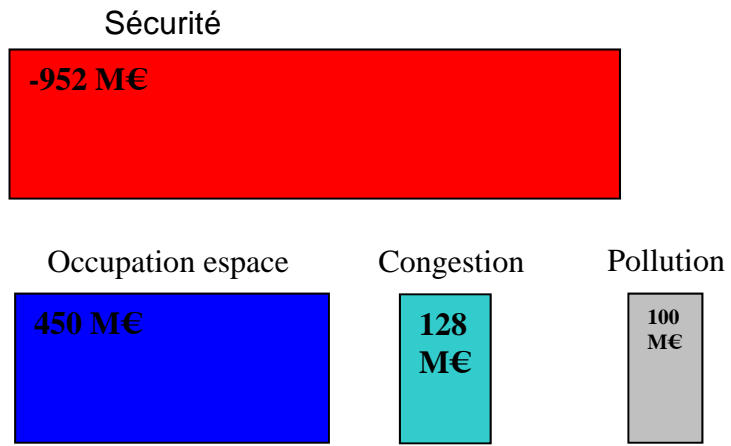 Sécurité
-952 M€
Occupation espace Congestion Pollution
450 M€
128
M€
100
M€